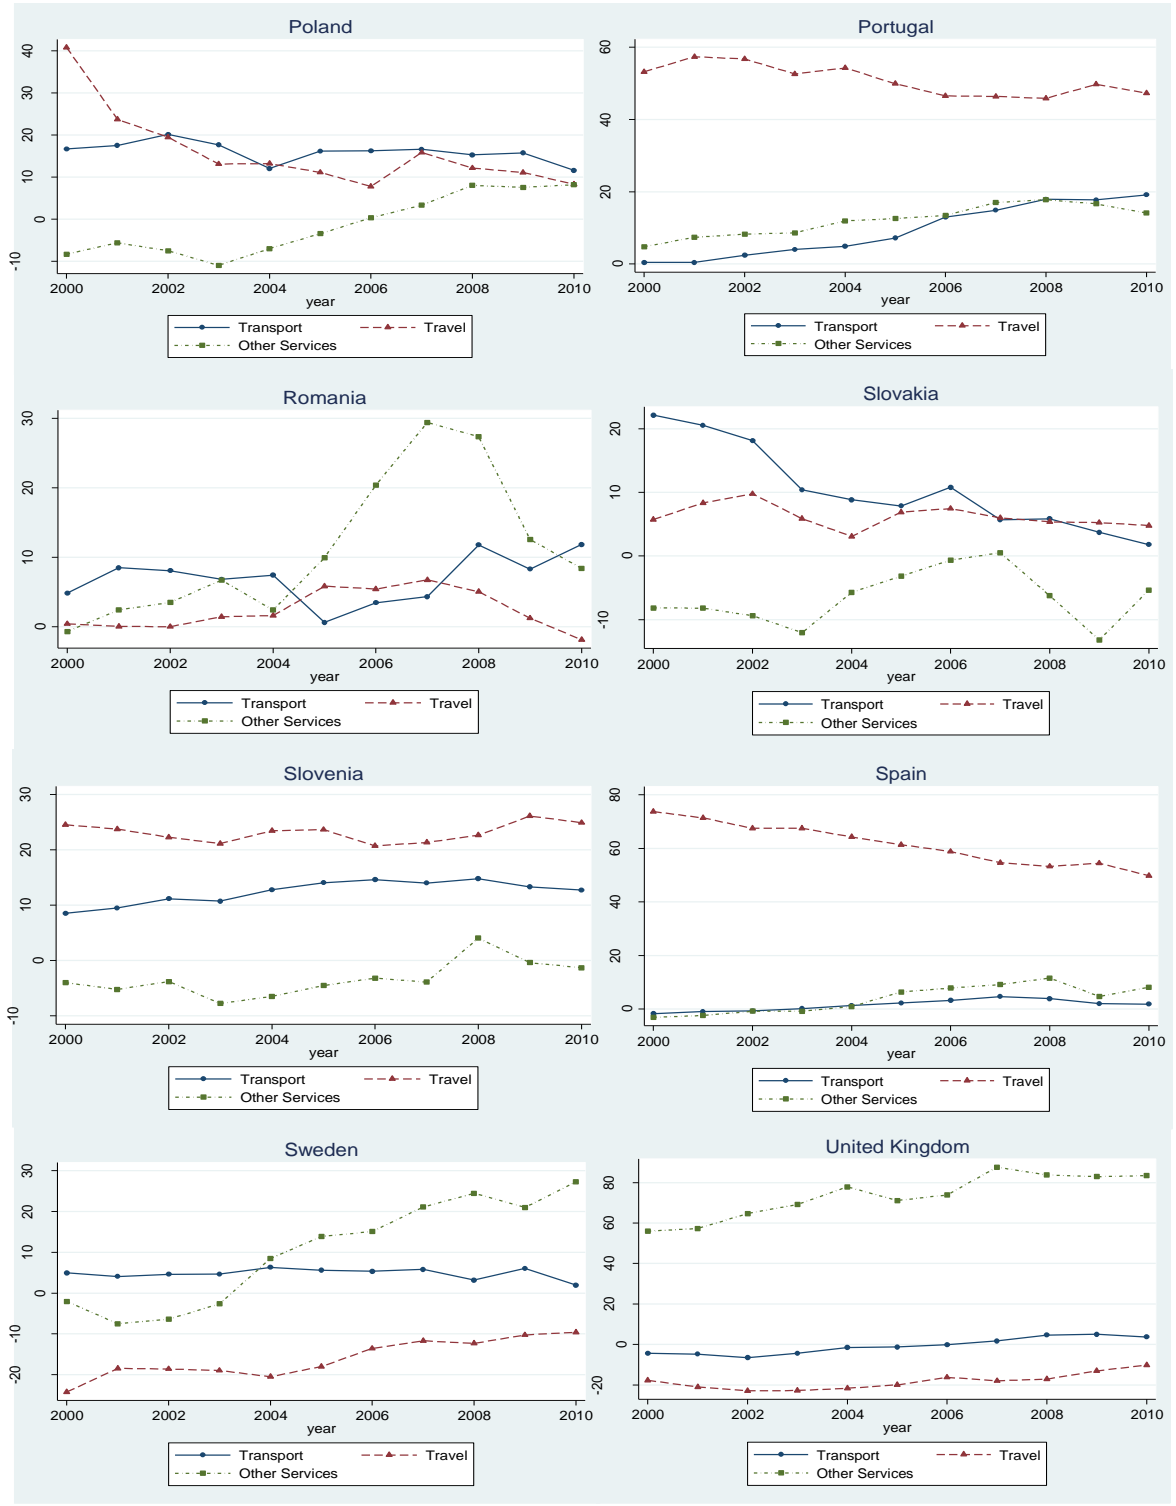 Poland
40
30
20
10
0
-10
2000 2002 2004 2006 2008 2010
year
Transport Travel
Other Services
Portugal
60
40
20
0
2000 2002 2004 2006 2008 2010
year
Transport Travel
Other Services
Romania
30
20
10
0
2000 2002 2004 2006 2008 2010
year
Transport Travel
Other Services
Slovakia
20
10
0
-10
2000 2002 2004 2006 2008 2010
year
Transport Travel
Other Services
Slovenia
30
20
10
0
-10
2000 2002 2004 2006 2008 2010
year
Transport Travel
Other Services
Spain
80
60
40
20
0
2000 2002 2004 2006 2008 2010
year
Transport Travel
Other Services
Sweden
30
20
10
0
-10
-20
2000 2002 2004 2006 2008 2010
year
Transport Travel
Other Services
United Kingdom
80
60
40
20
0
-20
2000 2002 2004 2006 2008 2010
year
Transport Travel
Other Services